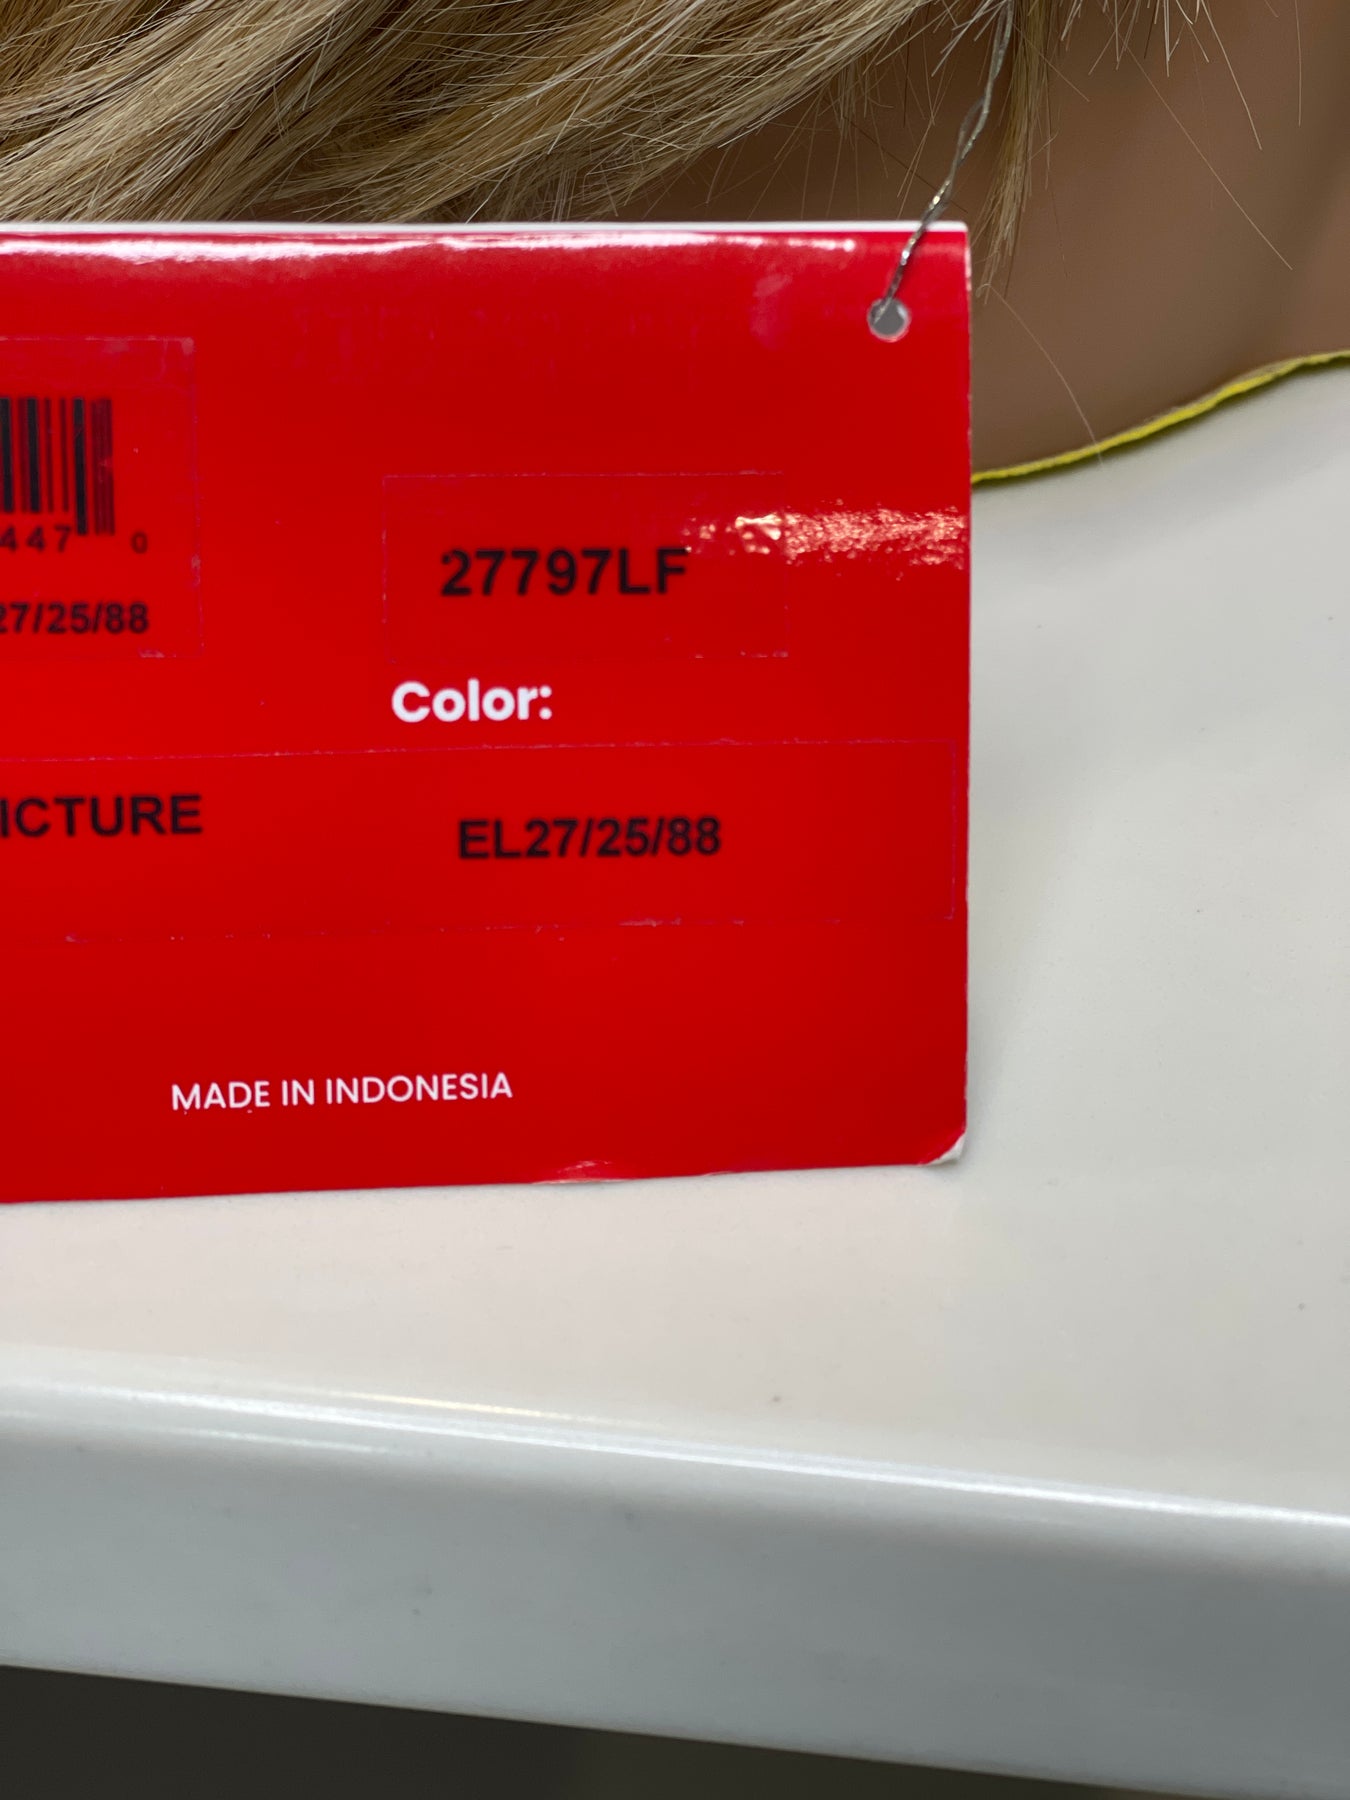 447 0
27/25/88
27797LF
Color:
ICTURE
EL27/25/88
MADE IN INDONESIA